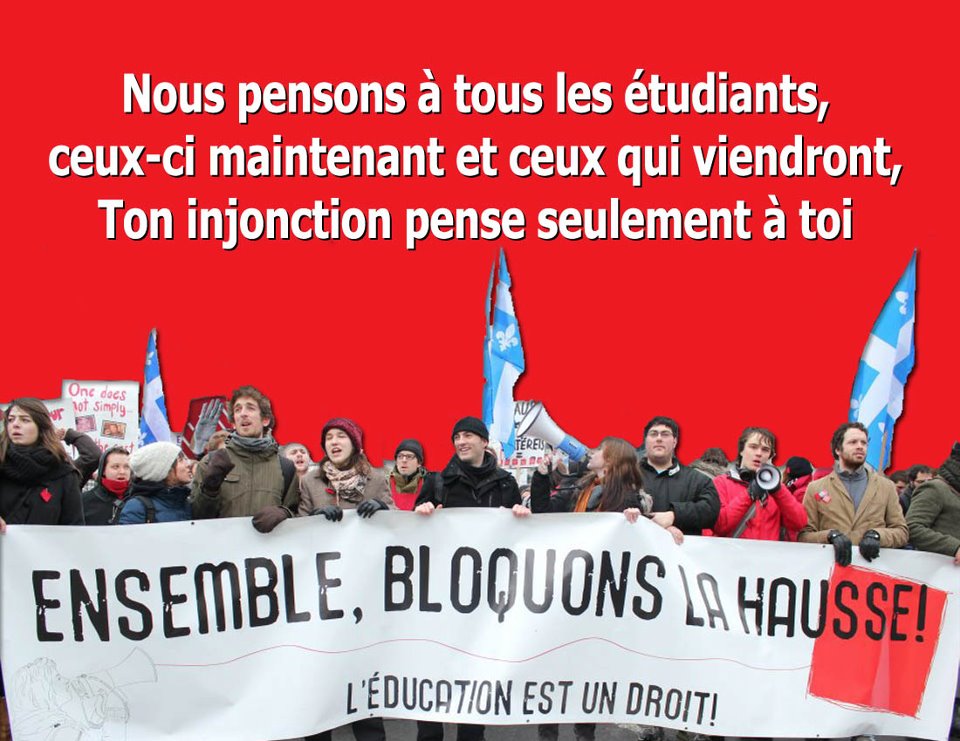 Nous pensons à tous les étudiants,
ceux-ci maintenant et ceux qui viendront,
Ton injonction pense seulement à toi
One does
not simply...
ENSEMBLE, BLOQUONS LA HAUSSE!
L'ÉDUCATION EST UN DROIT!